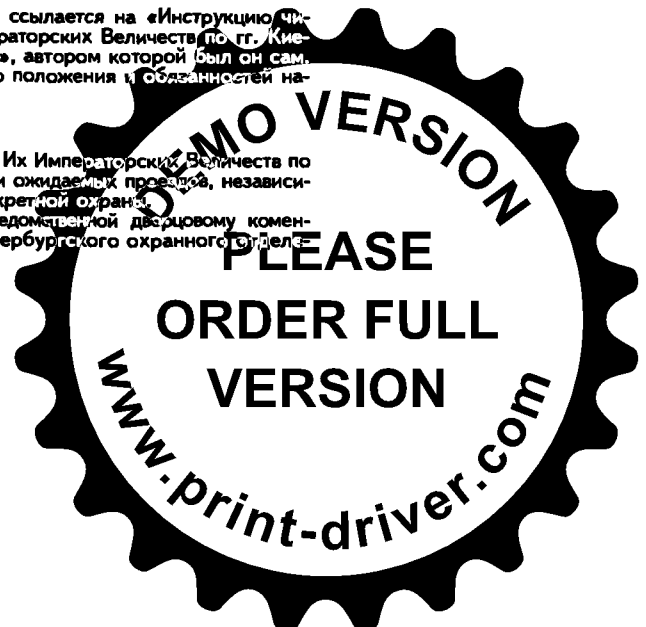 ссылается на «Инструкцию чи-
раторских Величеств по гг. Кие-
», автором которой был он сам.
о положения и обязанностей на-
Их Императорских Величеств по
и ожидаемых проездов, независи-
кретной охраны.
едомственной дворцовому комен-
ербургского охранного отделе-
DEMO VERSION
PLEASE
ORDER FULL
VERSION
www.print-driver.com